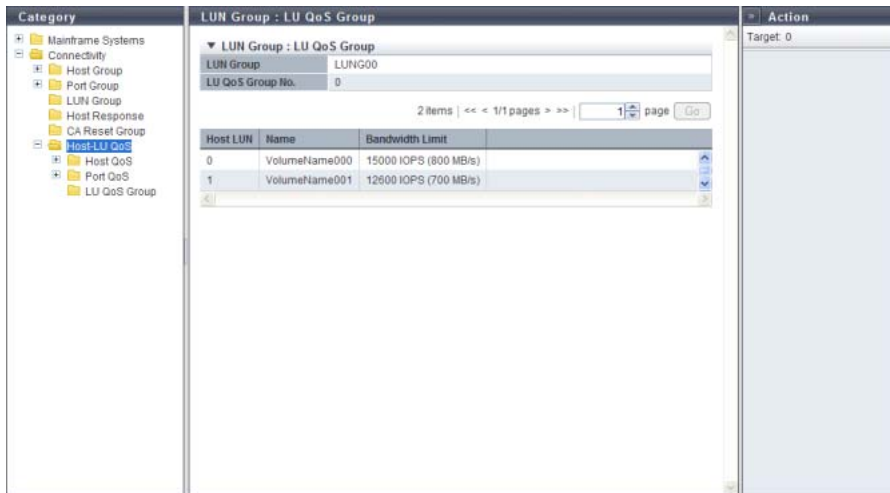 Category
Mainframe Systems
Connectivity
Host Group
Port Group
LUN Group
Host Response
CA Reset Group
Host-LU QoS
Host QoS
Port QoS
LU QoS Group
LUN Group : LU QoS Group
▼ LUN Group : LU QoS Group
LUN Group LUNG00
LU QoS Group No. 0
2 items | << < 1/1 pages > >> | 1 page Go
Host LUN Name Bandwidth Limit
0 VolumeName000 15000 IOPS (800 MB/s)
1 VolumeName001 12600 IOPS (700 MB/s)
» Action
Target: 0